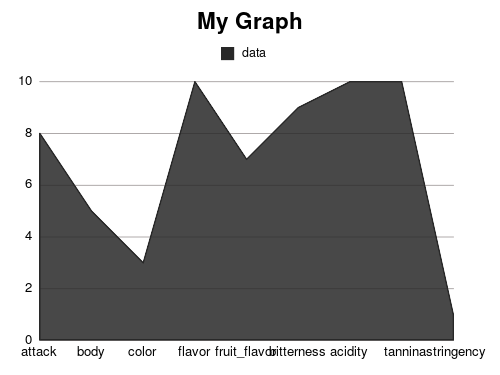 My Graph
data
10
8
6
4
2
0
attack body color flavor fruit_flavor bitterness acidity tannin astringency